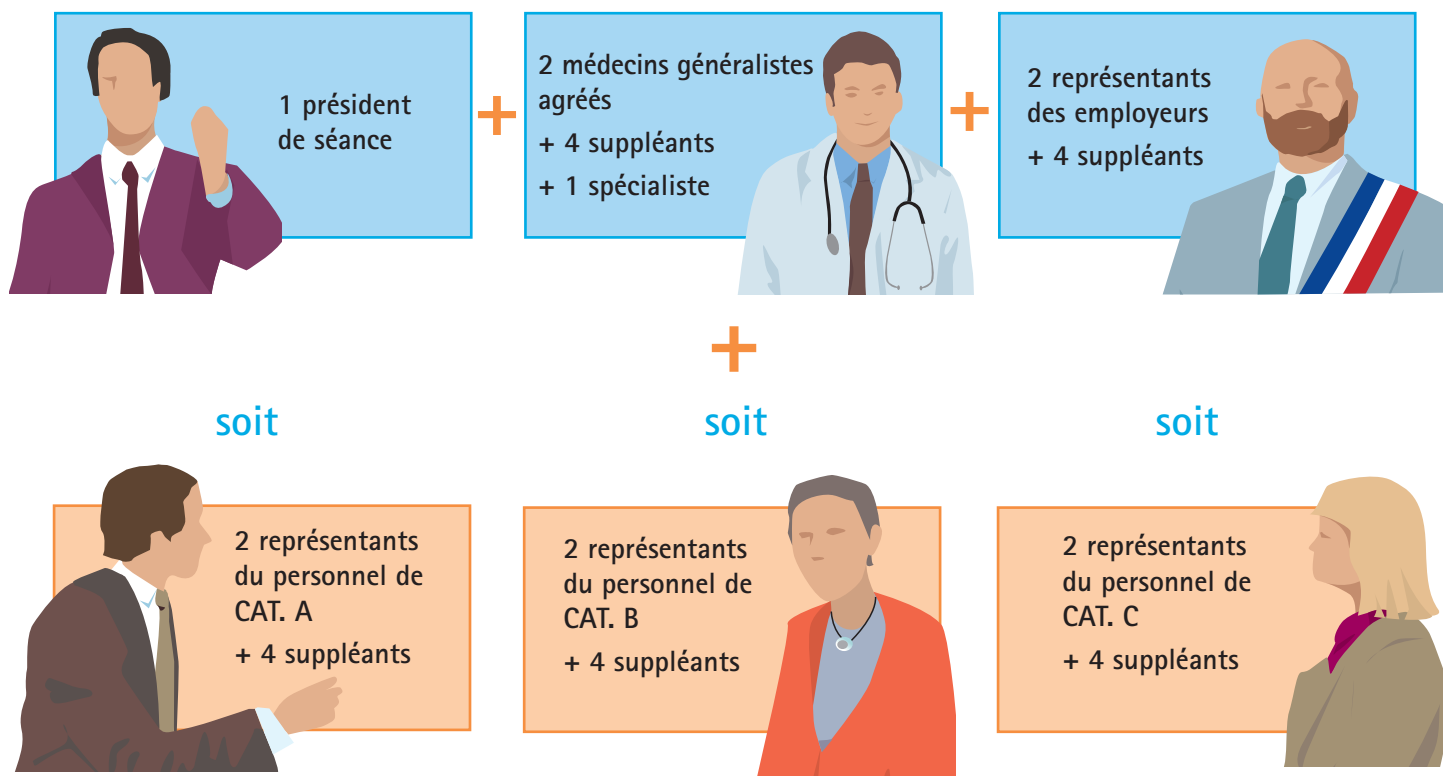 1 président
de séance
+
2 médecins généralistes
agréés
+ 4 suppléants
+ 1 spécialiste
+
2 représentants
des employeurs
+ 4 suppléants
+
soit
soit
soit
2 représentants
du personnel de
CAT. A
+ 4 suppléants
2 représentants
du personnel de
CAT. B
+ 4 suppléants
2 représentants
du personnel de
CAT. C
+ 4 suppléants